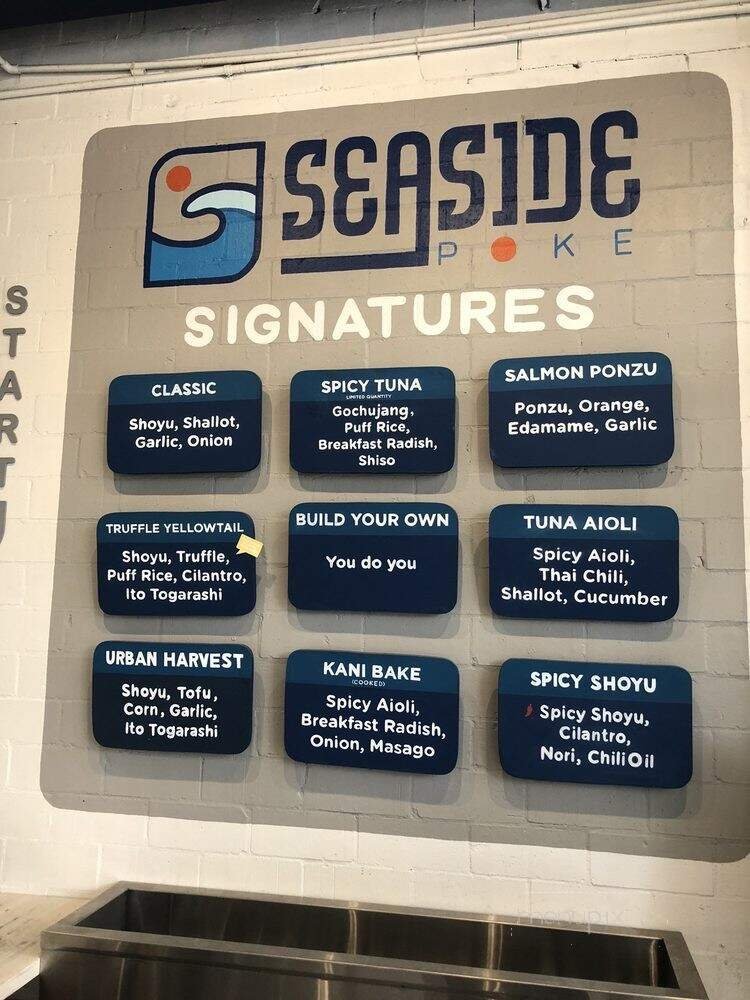 SEASIDE
POKE
SIGNATURES
START
CLASSIC
Shoyu, Shallot,
Garlic, Onion
SPICY TUNA
LIMITED QUANTITY
Gochujang,
Puff Rice,
Breakfast Radish,
Shiso
SALMON PONZU
Ponzu, Orange,
Edamame, Garlic
TRUFFLE YELLOWTAIL
Shoyu, Truffle,
Puff Rice, Cilantro,
Ito Togarashi
BUILD YOUR OWN
You do you
TUNA AIOLI
Spicy Aioli,
Thai Chili,
Shallot, Cucumber
URBAN HARVEST
Shoyu, Tofu,
Corn, Garlic,
Ito Togarashi
KANI BAKE
(COOKED)
Spicy Aioli,
Breakfast Radish,
Onion, Masago
SPICY SHOYU
Spicy Shoyu,
Cilantro,
Nori, Chili Oil